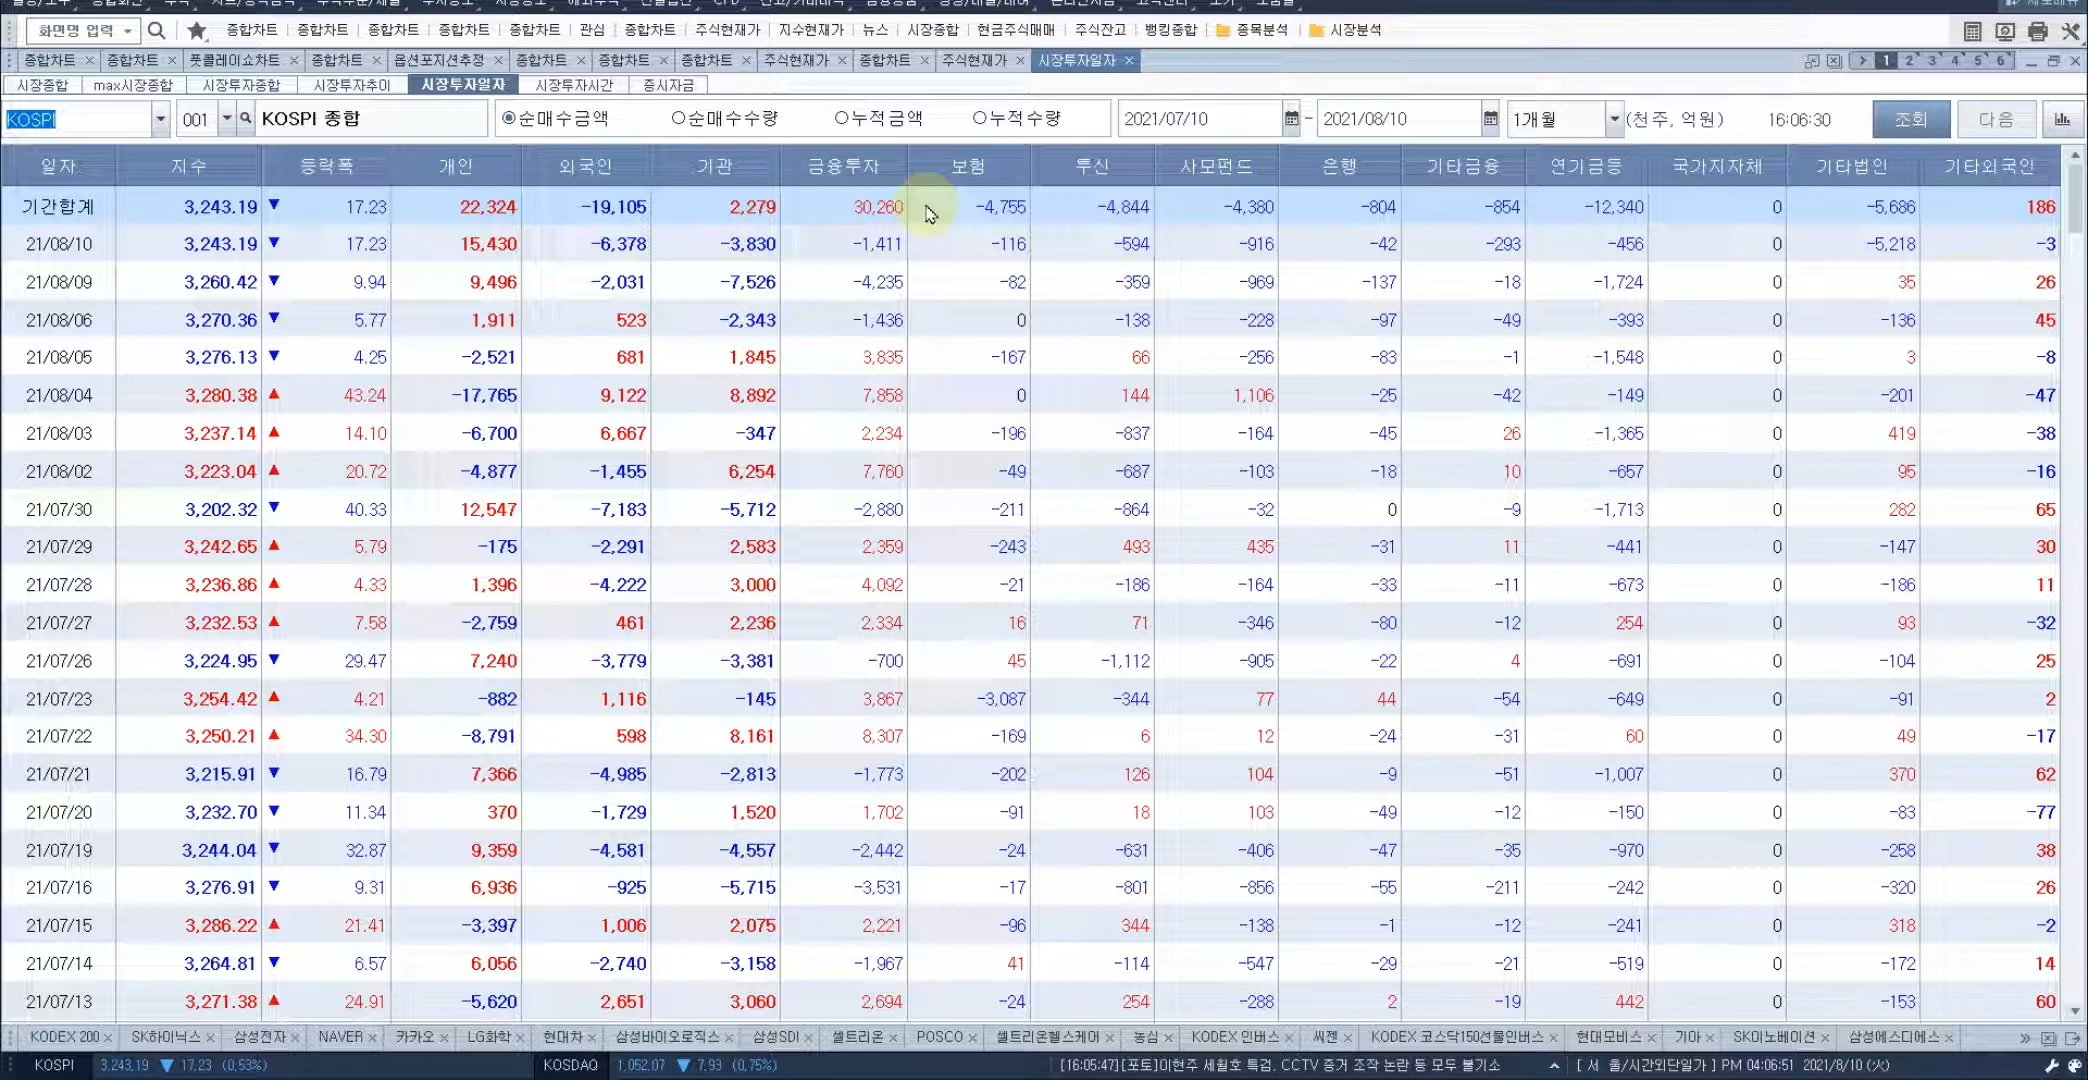 화면명 입력 종합차트 종합차트 종합차트 종합차트 종합차트 관심 종합차트 주식현재가 지수현재가 뉴스 시장종합 현금주식매매 주식잔고 뱅킹종합 종목분석 시장분석
종합차트 × 종합차트 × 풋콜레이쇼차트 × 종합차트 × 옵션포지션추정 × 종합차트 × 종합차트 × 종합차트 × 주식현재가 × 종합차트 × 주식현재가 × 시장투자일자 × 1 2 3 4 5 6
시장종합 max시장종합 시장투자종합 시장투자추이 시장투자일자 시장투자시간 증시자금
KOSPI 001 KOSPI 종합 순매수금액 순매수수량 누적금액 누적수량 2021/07/10 - 2021/08/10 1개월 (천주, 억원) 16:06:30 조회 다음
일자 지수 등락폭 개인 외국인 기관 금융투자 보험 투신 사모펀드 은행 기타금융 연기금등 국가지자체 기타법인 기타외국인
기간합계 3,243.19 ▼ 17.23 22,324 -19,105 2,279 30,260 -4,755 -4,844 -4,380 -804 -854 -12,340 0 -5,686 186
21/08/10 3,243.19 ▼ 17.23 15,430 -6,378 -3,830 -1,411 -116 -594 -916 -42 -293 -456 0 -5,218 -3
21/08/09 3,260.42 ▼ 9.94 9,496 -2,031 -7,526 -4,235 -82 -359 -969 -137 -18 -1,724 0 35 26
21/08/06 3,270.36 ▼ 5.77 1,911 523 -2,343 -1,436 0 -138 -228 -97 -49 -393 0 -136 45
21/08/05 3,276.13 ▼ 4.25 -2,521 681 1,845 3,835 -167 66 -256 -83 -1 -1,548 0 3 -8
21/08/04 3,280.38 ▲ 43.24 -17,765 9,122 8,892 7,858 0 144 1,106 -25 -42 -149 0 -201 -47
21/08/03 3,237.14 ▲ 14.10 -6,700 6,667 -347 2,234 -196 -837 -164 -45 26 -1,365 0 419 -38
21/08/02 3,223.04 ▲ 20.72 -4,877 -1,455 6,254 7,760 -49 -687 -103 -18 10 -657 0 95 -16
21/07/30 3,202.32 ▼ 40.33 12,547 -7,183 -5,712 -2,880 -211 -864 -32 0 -9 -1,713 0 282 65
21/07/29 3,242.65 ▲ 5.79 -175 -2,291 2,583 2,359 -243 493 435 -31 11 -441 0 -147 30
21/07/28 3,236.86 ▲ 4.33 1,396 -4,222 3,000 4,092 -21 -186 -164 -33 -11 -673 0 -186 11
21/07/27 3,232.53 ▲ 7.58 -2,759 461 2,236 2,334 16 71 -346 -80 -12 254 0 93 -32
21/07/26 3,224.95 ▼ 29.47 7,240 -3,779 -3,381 -700 45 -1,112 -905 -22 4 -691 0 -104 25
21/07/23 3,254.42 ▲ 4.21 -882 1,116 -145 3,867 -3,087 -344 77 44 -54 -649 0 -91 2
21/07/22 3,250.21 ▲ 34.30 -8,791 598 8,161 8,307 -169 6 12 -24 -31 60 0 49 -17
21/07/21 3,215.91 ▼ 16.79 7,366 -4,985 -2,813 -1,773 -202 126 104 -9 -51 -1,007 0 370 62
21/07/20 3,232.70 ▼ 11.34 370 -1,729 1,520 1,702 -91 18 103 -49 -12 -150 0 -83 -77
21/07/19 3,244.04 ▼ 32.87 9,359 -4,581 -4,557 -2,442 -24 -631 -406 -47 -35 -970 0 -258 38
21/07/16 3,276.91 ▼ 9.31 6,936 -925 -5,715 -3,531 -17 -801 -856 -55 -211 -242 0 -320 26
21/07/15 3,286.22 ▲ 21.41 -3,397 1,006 2,075 2,221 -96 344 -138 -1 -12 -241 0 318 -2
21/07/14 3,264.81 ▼ 6.57 6,056 -2,740 -3,158 -1,967 41 -114 -547 -29 -21 -519 0 -172 14
21/07/13 3,271.38 ▲ 24.91 -5,620 2,651 3,060 2,694 -24 254 -288 2 -19 442 0 -153 60
KODEX 200 × SK하이닉스 × 삼성전자 × NAVER × 카카오 × LG화학 × 현대차 × 삼성바이오로직스 × 삼성SDI × 셀트리온 × POSCO × 셀트리온헬스케어 × 농심 × KODEX 인버스 × 씨젠 × KODEX 코스닥150선물인버스 × 현대모비스 × 기아 × SK이노베이션 × 삼성에스디에스 ×
KOSPI 3,243.19 ▼ 17.23 (0.53%) KOSDAQ 1,052.07 ▼ 7.93 (0.75%) [16:05:47] [포토]이현주 세월호 특검, CCTV 증거 조작 논란 등 모두 불기소 [ 서 울/시간외단일가 ] PM 04:06:51 2021/8/10 (火)